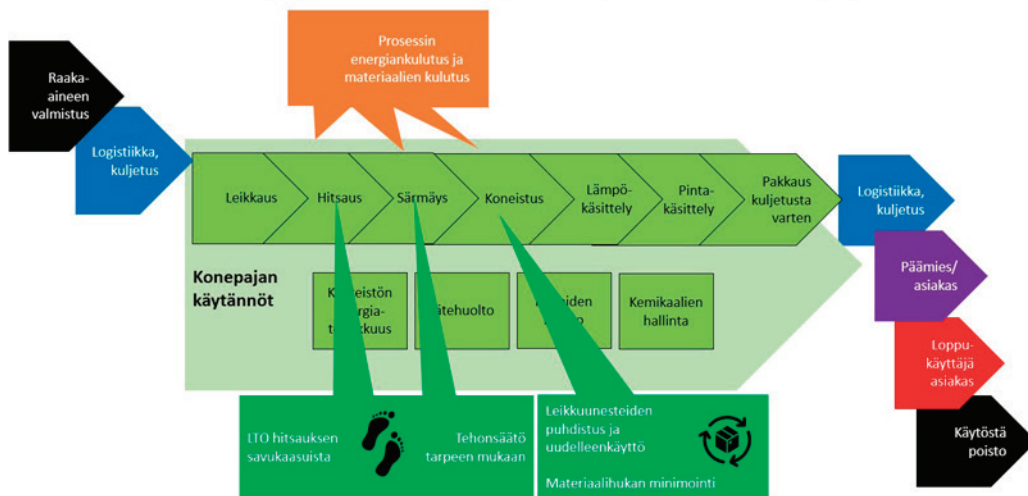 Prosessin
energiankulutus ja
materiaalien kulutus
Raaka-
aineen
valmistus
Logistiikka,
kuljetus
Leikkaus
Hitsaus
Särmäys
Koneistus
Lämpö-
käsittely
Pinta-
käsittely
Pakkaus
kuljetusta
varten
Logistiikka,
kuljetus
Konepajan
käytännöt
Kemikaalien
hallinta
Päämies/
asiakas
Loppu-
käyttäjä
asiakas
Käytöstä
poisto
LTO hitsauksen
savukaasuista
Tehonsäätö
tarpeen mukaan
Leikkuunesteiden
puhdistus ja
uudelleenkäyttö
Materiaalihukan minimointi